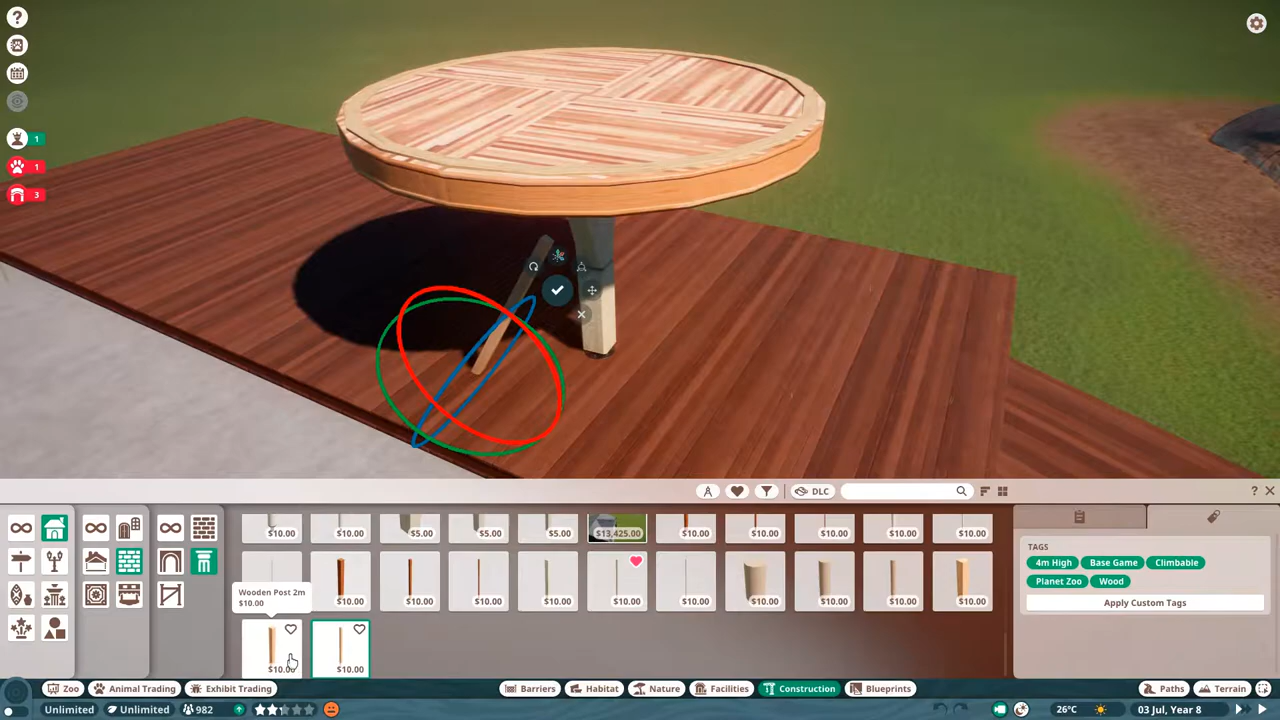 ?
1
1
3
DLC
?
$10.00 $10.00 $5.00 $5.00 $5.00 $13,425.00 $10.00 $10.00 $10.00 $10.00 $10.00
TAGS
4m High Base Game Climbable
Planet Zoo Wood
Apply Custom Tags
Wooden Post 2m
$10.00
$10.00 $10.00 $10.00 $10.00 $10.00 $10.00 $10.00 $10.00 $10.00 $10.00
$10.00 $10.00
Zoo Animal Trading Exhibit Trading Barriers Habitat Nature Facilities Construction Blueprints Paths Terrain
Unlimited Unlimited 982 26°C 03 Jul, Year 8